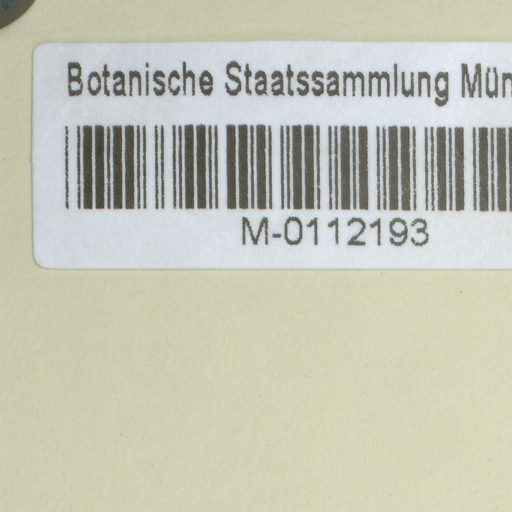 Botanische Staatssammlung Mün
M-0112193